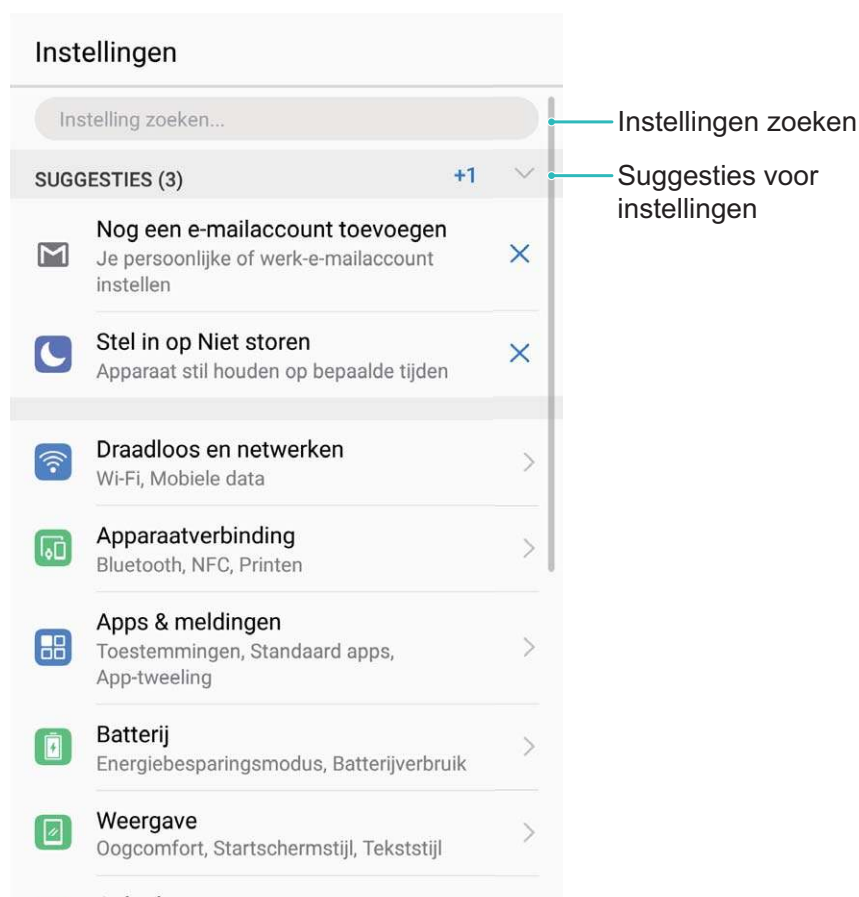 Instellingen
Instelling zoeken...
Instellingen zoeken
SUGGESTIES (3) +1
Suggesties voor
instellingen
Nog een e-mailaccount toevoegen
Je persoonlijke of werk-e-mailaccount
instellen
Stel in op Niet storen
Apparaat stil houden op bepaalde tijden
Draadloos en netwerken
Wi-Fi, Mobiele data
Apparaatverbinding
Bluetooth, NFC, Printen
Apps & meldingen
Toestemmingen, Standaard apps,
App-tweeling
Batterij
Energiebesparingsmodus, Batterijverbruik
Weergave
Oogcomfort, Startschermstijl, Tekststijl